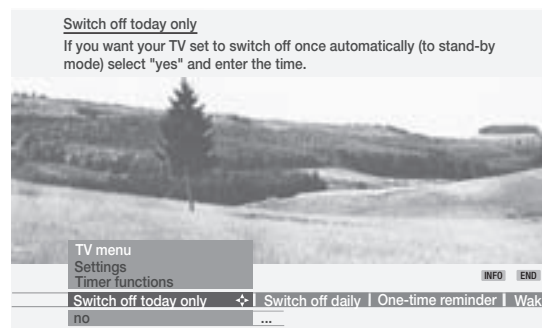 Switch off today only
If you want your TV set to switch off once automatically (to stand-by
mode) select "yes" and enter the time.
TV menu
Settings
Timer functions
INFO END
Switch off today only Switch off daily One-time reminder Wak
no ...